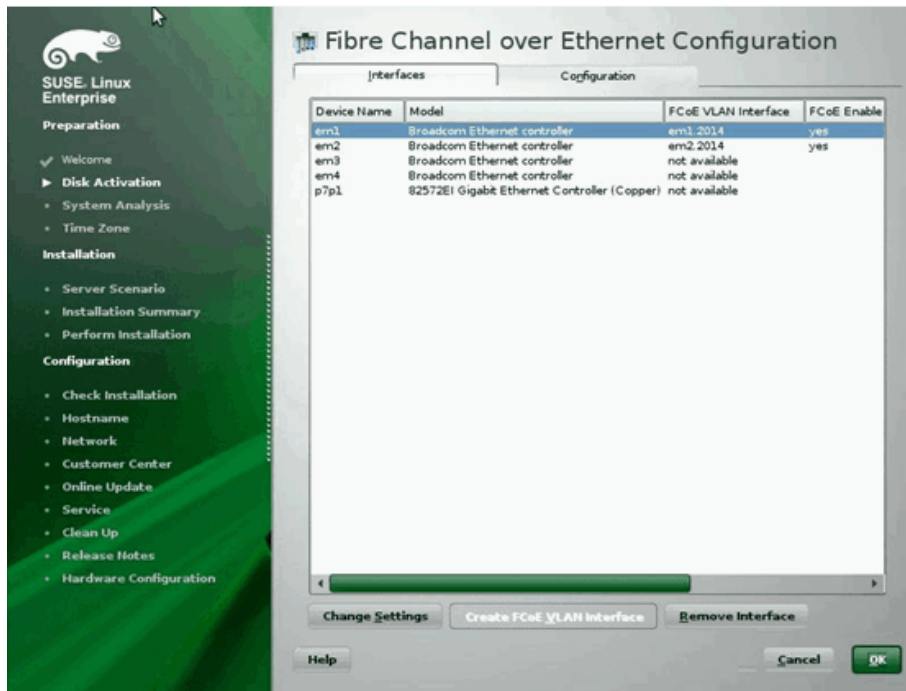 SUSE. Linux
Enterprise
Preparation
Welcome
Disk Activation
System Analysis
Time Zone
Installation
Server Scenario
Installation Summary
Perform Installation
Configuration
Check Installation
Hostname
Network
Customer Center
Online Update
Service
Clean Up
Release Notes
Hardware Configuration
Fibre Channel over Ethernet Configuration
Interfaces Configuration
Device Name Model FCoE VLAN Interface FCoE Enable
em1 Broadcom Ethernet controller em1.2014 yes
em2 Broadcom Ethernet controller em2.2014 yes
em3 Broadcom Ethernet controller not available
em4 Broadcom Ethernet controller not available
p7p1 82572EI Gigabit Ethernet Controller (Copper) not available
Change Settings Create FCoE VLAN Interface Remove Interface
Help Cancel OK